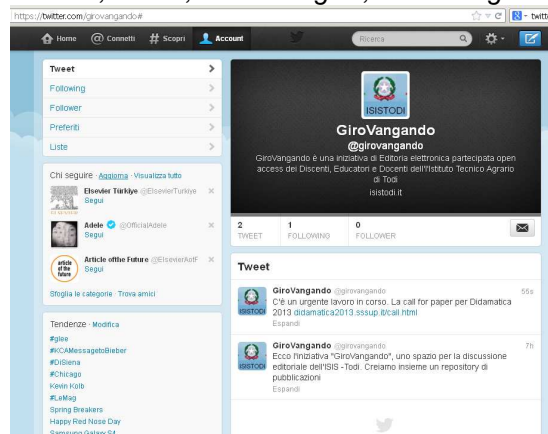 https://twitter.com/girovangando#
Home @ Connetti # Scopri Account Ricerca
Tweet
Following
Follower
Preferiti
Liste
Chi seguire · Aggiorna · Visualizza tutto
Elsevier Türkiye @ElsevierTurkiye
Segui
Adele @OfficialAdele
Segui
Article of the Future @ElsevierArtF
Segui
Sfoglia le categorie · Trova amici
Tendenze · Modifica
#glee
#KCAMessagetoBieber
#DiSiena
#Chicago
Kevin Kolb
#LeMag
Spring Breakers
Happy Red Nose Day
Samsung Galaxy S4
ISISTODI
GiroVangando
@girovangando
GiroVangando è una iniziativa di Editoria elettronica partecipata open
access dei Discenti, Educatori e Docenti dell'Istituto Tecnico Agrario
di Todi
isistodi.it
2 TWEET
1 FOLLOWING
0 FOLLOWER
Tweet
GiroVangando @girovangando 55s
C'è un urgente lavoro in corso. La call for paper per Didamatica
2013 didamatica2013.sssup.it/call.html
Espandi
GiroVangando @girovangando 7h
Ecco l'iniziativa "GiroVangando", uno spazio per la discussione
editoriale dell'ISIS -Todi. Creiamo insieme un repository di
pubblicazioni
Espandi